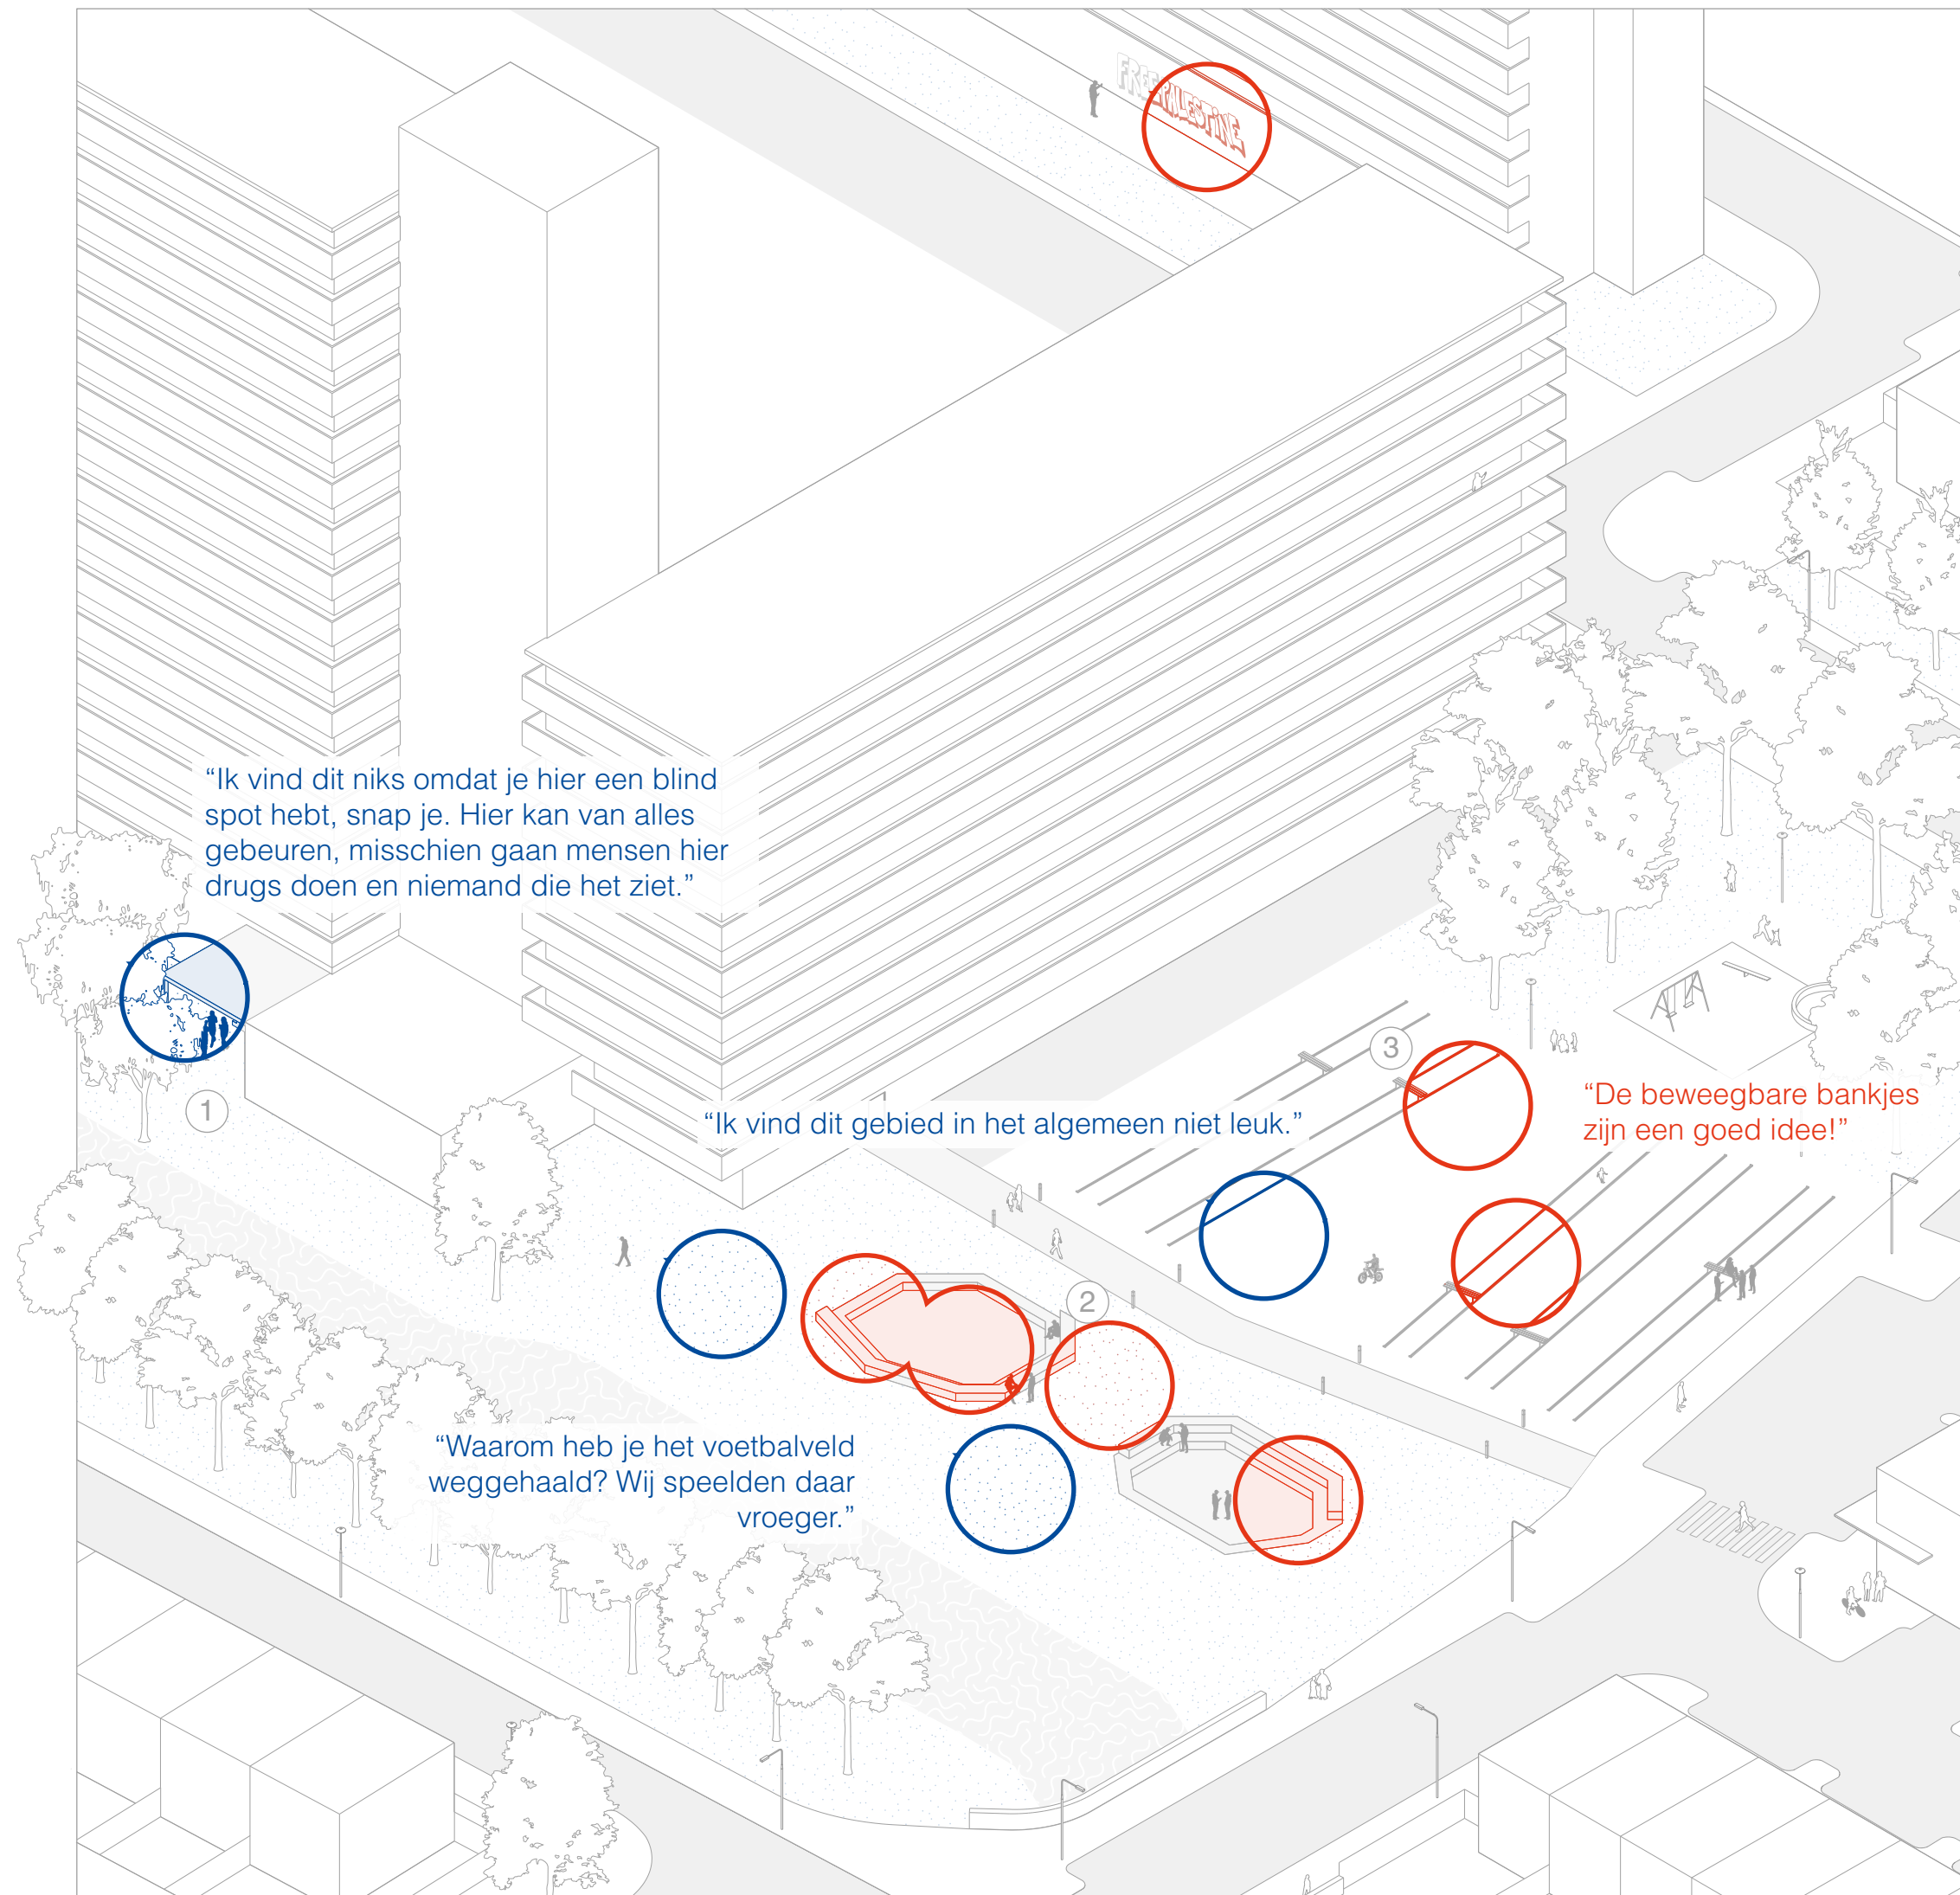 FREE PALESTINE
“Ik vind dit niks omdat je hier een blind
spot hebt, snap je. Hier kan van alles
gebeuren, misschien gaan mensen hier
drugs doen en niemand die het ziet.”
1
“Ik vind dit gebied in het algemeen niet leuk.”
3
“De beweegbare bankjes
zijn een goed idee!”
2
“Waarom heb je het voetbalveld
weggehaald? Wij speelden daar
vroeger.”